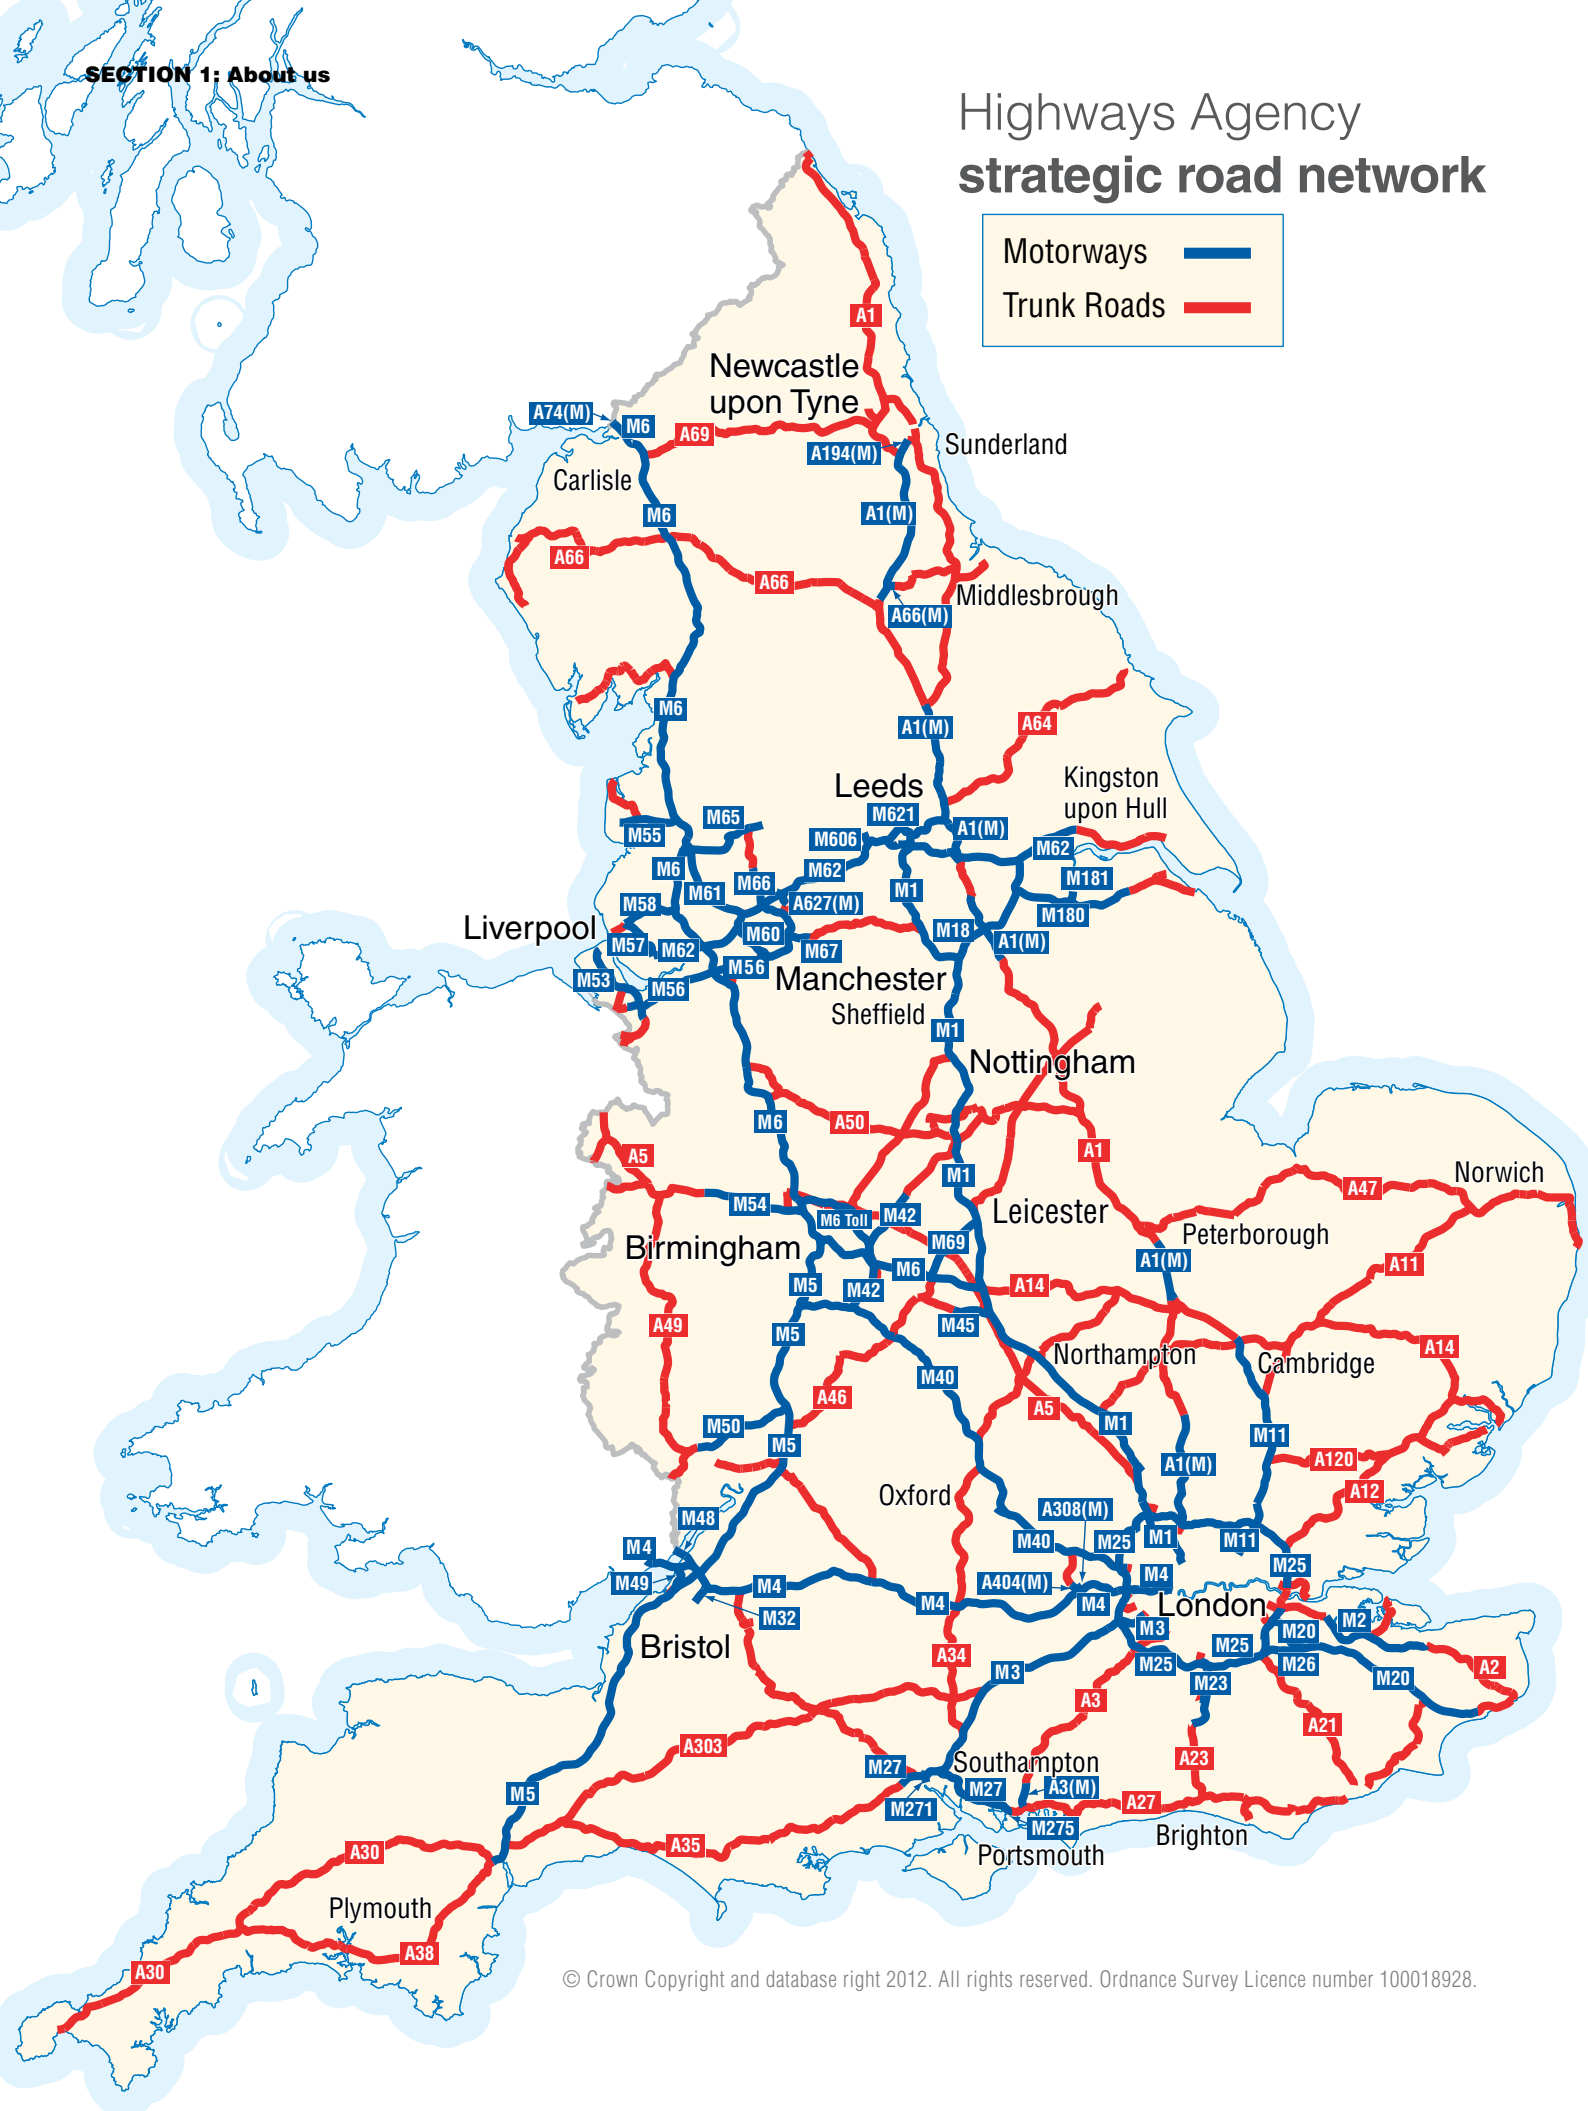 SECTION 1: About us
Highways Agency
strategic road network
Motorways
Trunk Roads
A1
Newcastle
upon Tyne
A74(M)
M6
A69
A194(M)
Sunderland
Carlisle
M6
A1(M)
A66
A66
A66(M)
Middlesbrough
M6
A1(M)
A64
Leeds
Kingston
upon Hull
M621
M65
M55
M606
A1(M)
M62
M6
M62
M66
M61
M1
M181
M58
A627(M)
M180
Liverpool
M57
M62
M60
M67
M18
A1(M)
M56
M53
M56
Manchester
Sheffield
M1
Nottingham
M6
A50
A5
A1
M1
Norwich
A47
M54
M6 Toll
M42
Leicester
Peterborough
Birmingham
M69
A1(M)
A11
M6
M5
M42
A14
A49
M45
M5
Northampton
Cambridge
A14
M40
A46
A5
M50
M1
M5
M11
A1(M)
A120
Oxford
A12
A308(M)
M48
M4
M40
M25
M1
M11
M25
M49
M4
A404(M)
M4
M4
M4
London
M32
M2
M3
M20
Bristol
M25
A34
M3
M25
M26
A2
M23
M20
A3
A21
A303
A23
Southampton
M27
M5
M27
A3(M)
M271
A27
M275
Brighton
A30
A35
Portsmouth
Plymouth
A38
A30
© Crown Copyright and database right 2012. All rights reserved. Ordnance Survey Licence number 100018928.